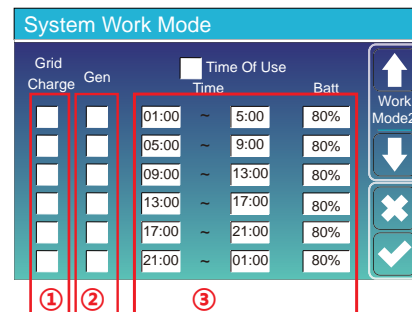 System Work Mode
Grid
Charge
Gen
Time Of Use
Time
Batt
Work
Mode2
01:00 ~ 5:00 80%
05:00 ~ 9:00 80%
09:00 ~ 13:00 80%
13:00 ~ 17:00 80%
17:00 ~ 21:00 80%
21:00 ~ 01:00 80%
① ② ③